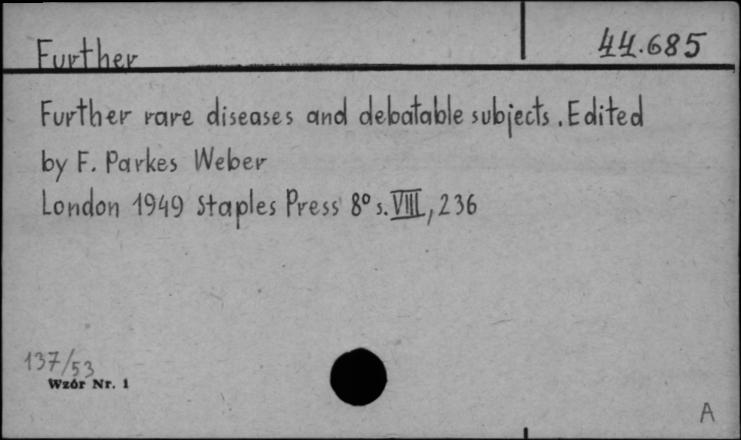 Further 44.685
Further rare diseases and debatable subjects. Edited
by F. Parkes Weber
London 1949 Staples Press 8° s. VIII, 236
137/53
Wzór Nr. 1
A